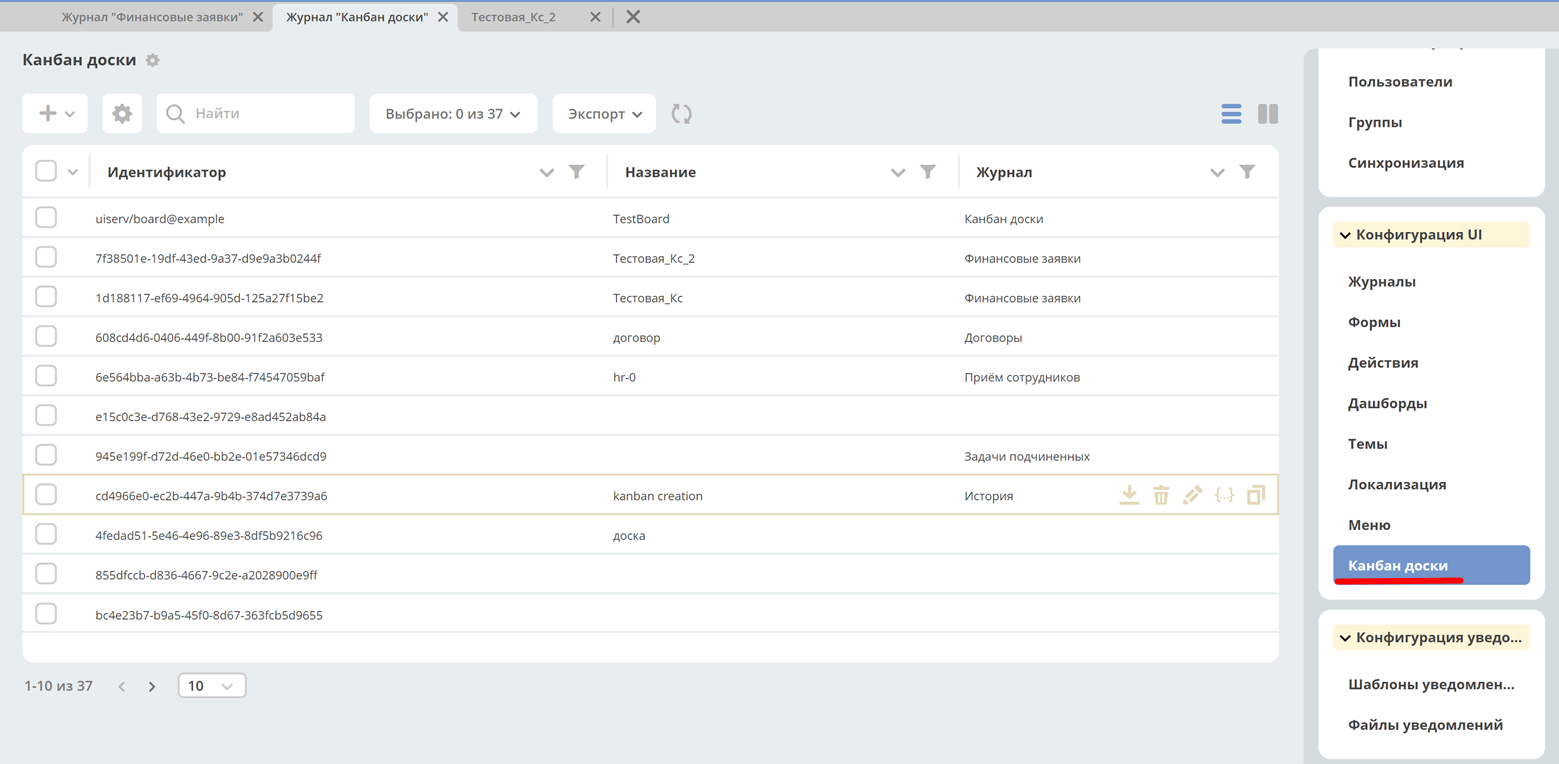 Журнал "Финансовые заявки"
Журнал "Канбан доски"
Тестовая_Кс_2
Канбан доски
Найти
Выбрано: 0 из 37
Экспорт
Идентификатор Название Журнал
uiserv/board@example TestBoard Канбан доски
7f38501e-19df-43ed-9a37-d9e9a3b0244f Тестовая_Кс_2 Финансовые заявки
1d188117-ef69-4964-905d-125a27f15be2 Тестовая_Кс Финансовые заявки
608cd4d6-0406-449f-8b00-91f2a603e533 договор Договоры
6e564bba-a63b-4b73-be84-f74547059baf hr-0 Приём сотрудников
e15c0c3e-d768-43e2-9729-e8ad452ab84a
945e199f-d72d-46e0-bb2e-01e57346dcd9 Задачи подчиненных
cd4966e0-ec2b-447a-9b4b-374d7e3739a6 kanban creation История {...}
4fedad51-5e46-4e96-89e3-8df5b9216c96 доска
855dfccb-d836-4667-9c2e-a2028900e9ff
bc4e23b7-b9a5-45f0-8d67-363fcb5d9655
1-10 из 37
10
Пользователи
Группы
Синхронизация
Конфигурация UI
Журналы
Формы
Действия
Дашборды
Темы
Локализация
Меню
Канбан доски
Конфигурация уведо...
Шаблоны уведомлен...
Файлы уведомлений